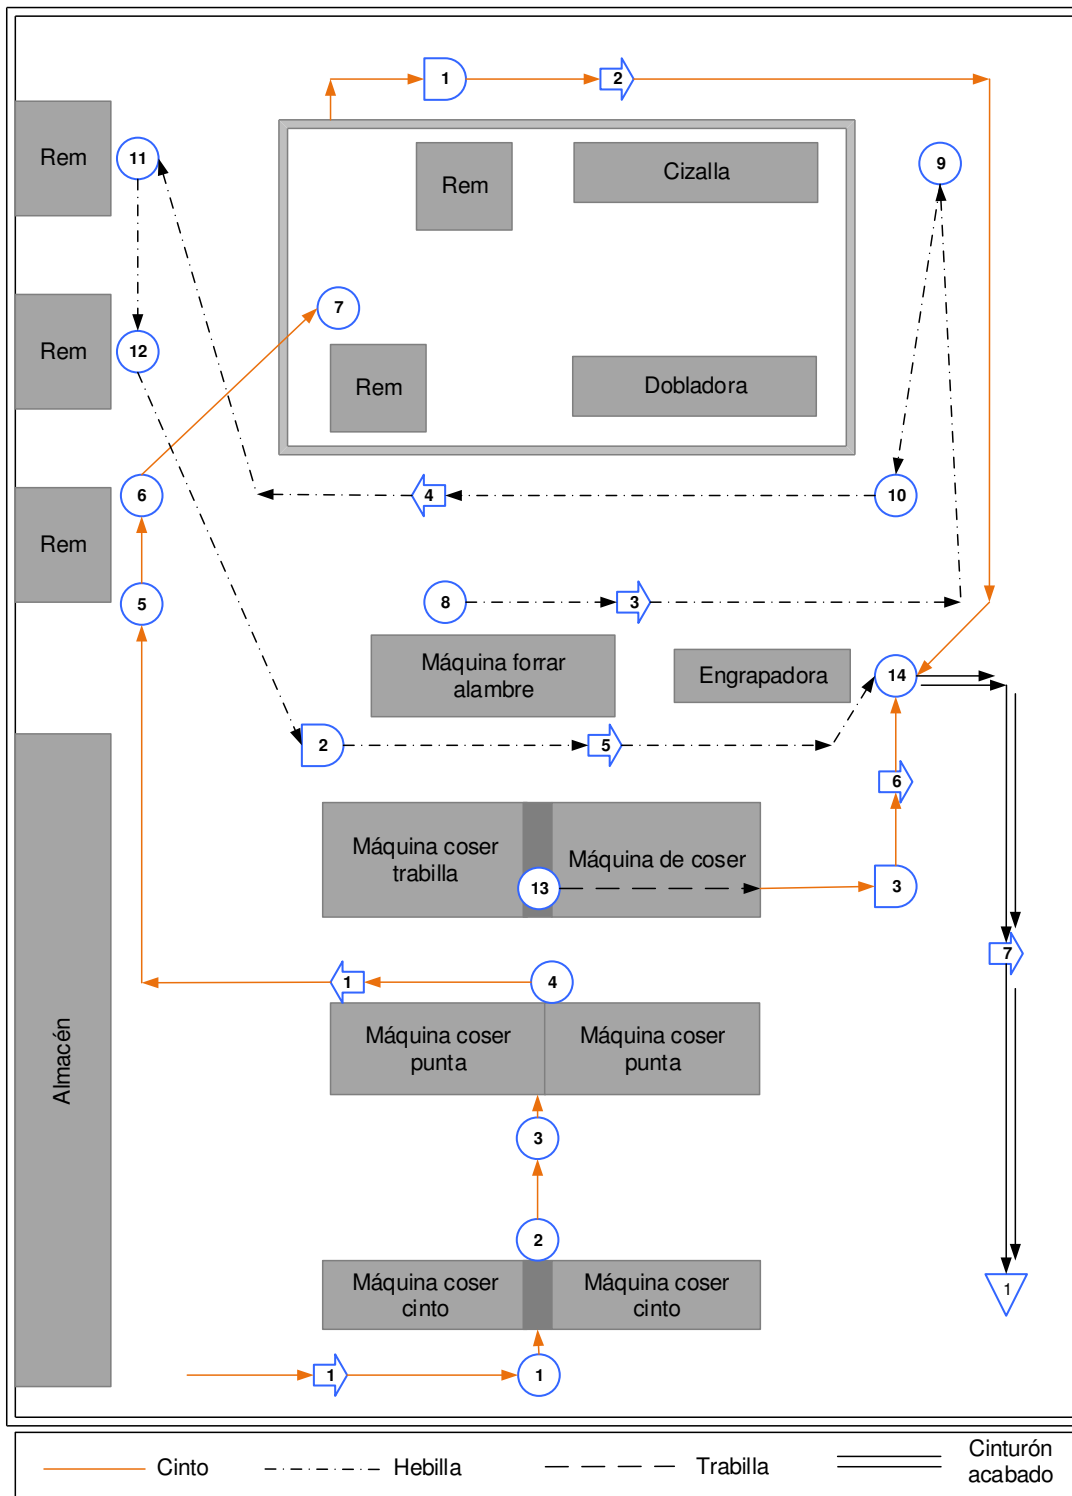 1
2
Rem
11
Rem
Cizalla
9
7
Rem
12
Rem
Dobladora
6
4
10
Rem
5
8
3
Máquina forrar
alambre
Engrapadora
14
2
5
6
Máquina coser
trabilla
Máquina de coser
13
3
7
1
4
Máquina coser
punta
Máquina coser
punta
Almacén
3
2
Máquina coser
cinto
Máquina coser
cinto
1
1
1
Cinto
Hebilla
Trabilla
Cinturón
acabado